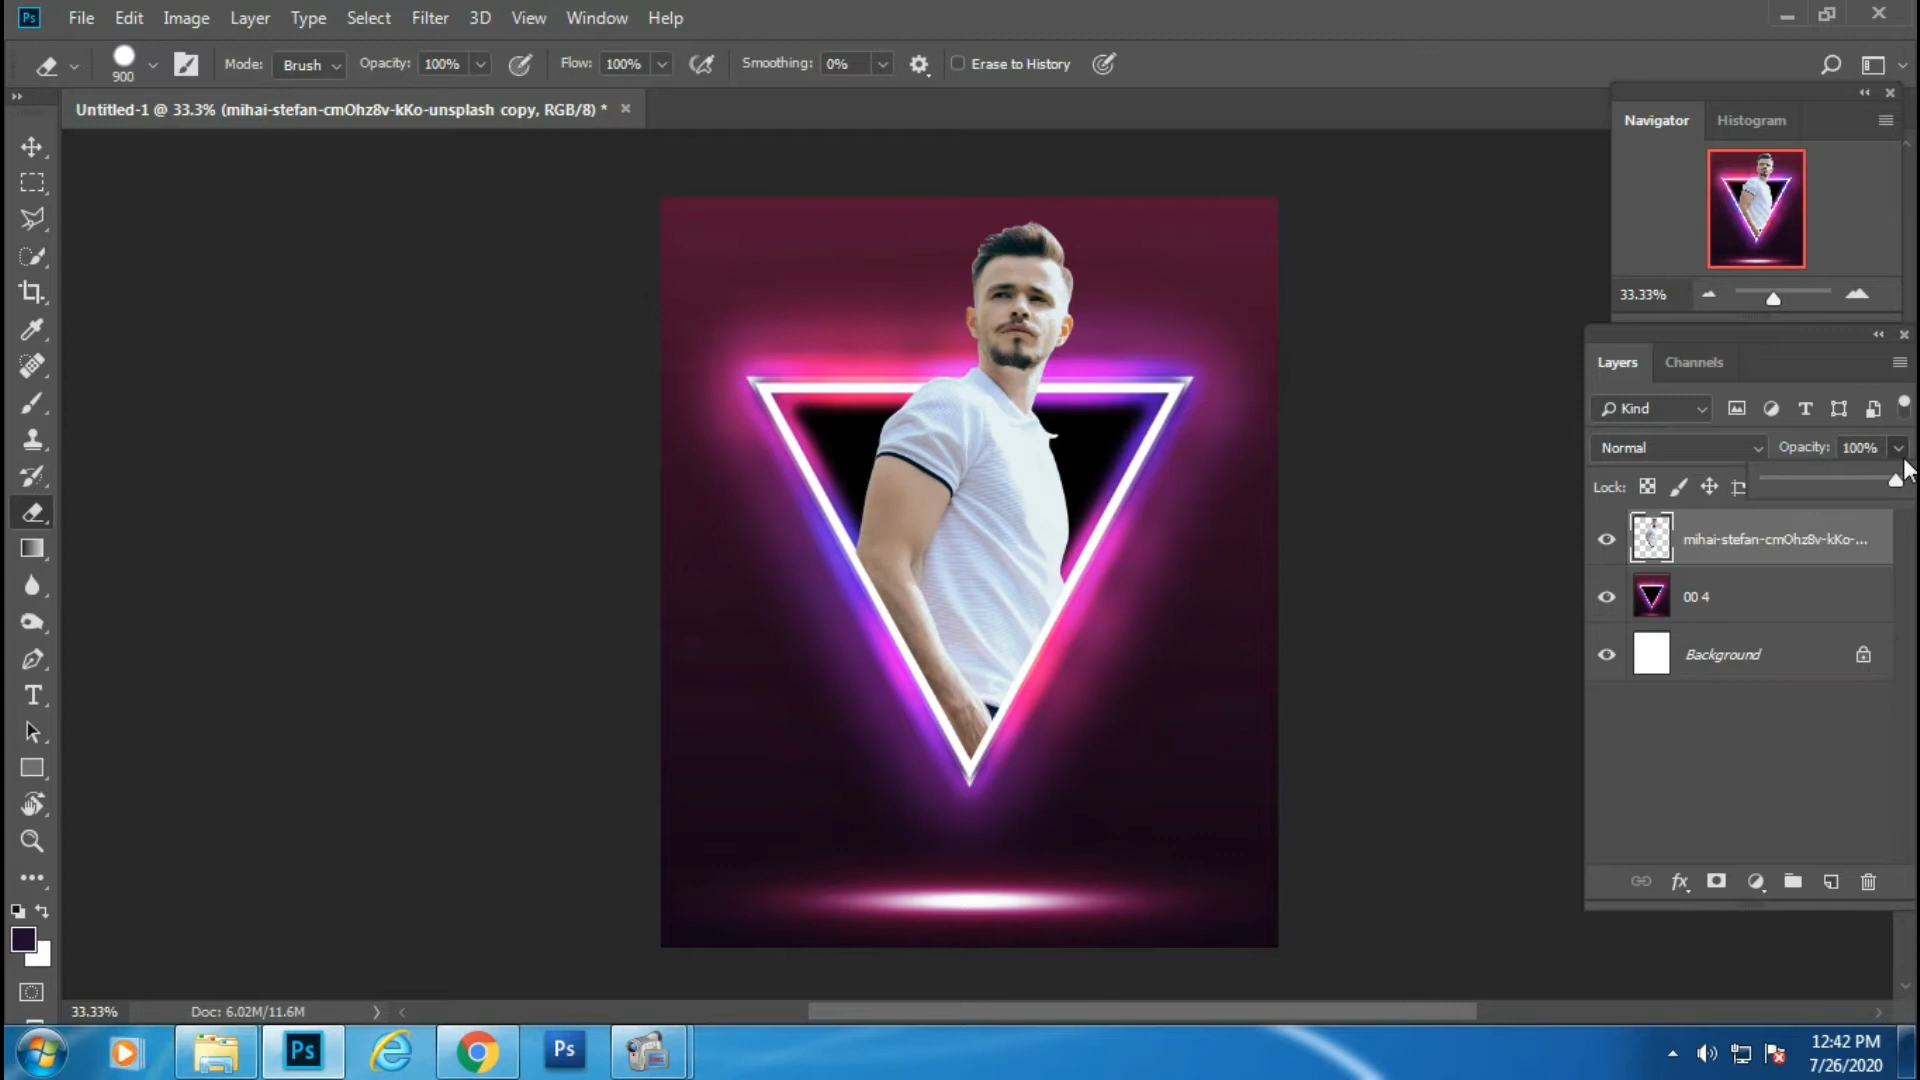 Ps File Edit Image Layer Type Select Filter 3D View Window Help
900 Mode: Brush Opacity: 100% Flow: 100% Smoothing: 0% Erase to History
Untitled-1 @ 33.3% (mihai-stefan-cmOhz8v-kKo-unsplash copy, RGB/8) *
Navigator Histogram
33.33%
Layers Channels
Kind
Normal Opacity: 100%
Lock:
mihai-stefan-cmOhz8v-kKo-...
00 4
Background
fx
33.33% Doc: 6.02M/11.6M
Ps Ps
12:42 PM
7/26/2020